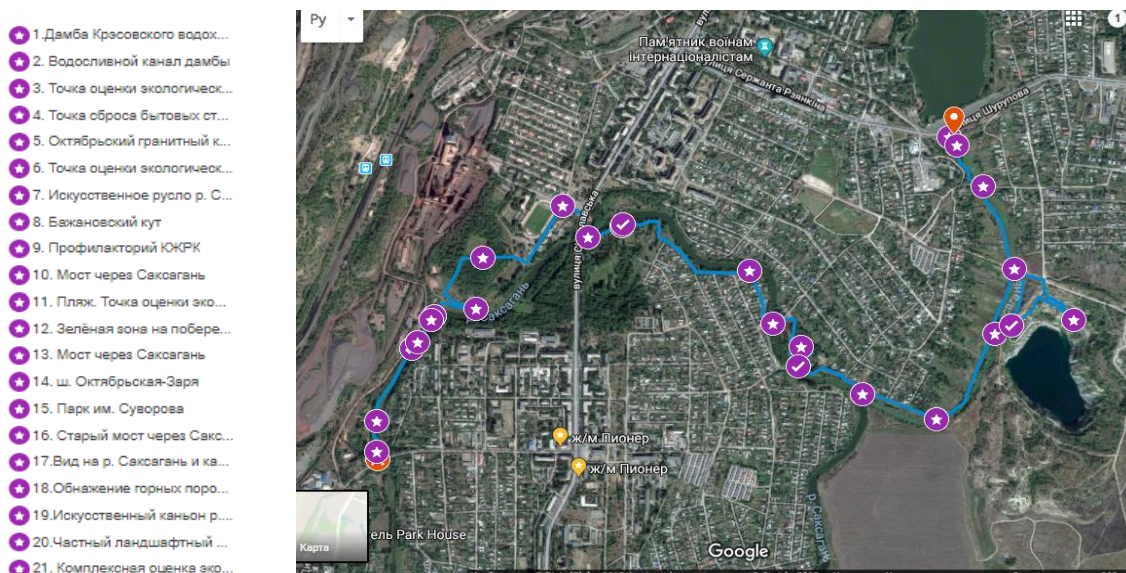 1.Дамба Крэсовского водох...
2. Водосливной канал дамбы
3. Точка оценки экологическ...
4. Точка сброса бытовых ст...
5. Октябрьский гранитный к...
6. Точка оценки экологическ...
7. Искусственное русло р. С...
8. Бажановский кут
9. Профилакторий КЖРК
10. Мост через Саксагань
11. Пляж. Точка оценки эко...
12. Зелёная зона на побере...
13. Мост через Саксагань
14. ш. Октябрьская-Заря
15. Парк им. Суворова
16. Старый мост через Сакс...
17.Вид на р. Саксагань и ка...
18.Обнажение горных поро...
19.Искусственный каньон р....
20.Частный ландшафтный ...
21. Комплексная оценка эко...
Ру
1
Пам'ятник воїнам
інтернаціоналістам
вулиця Сержанта Рзянкіна
вулиця Шурупова
Саксагань
ж/м Пионер
ж/м Пионер
р. Саксагань
тель Park House
Карта
Google